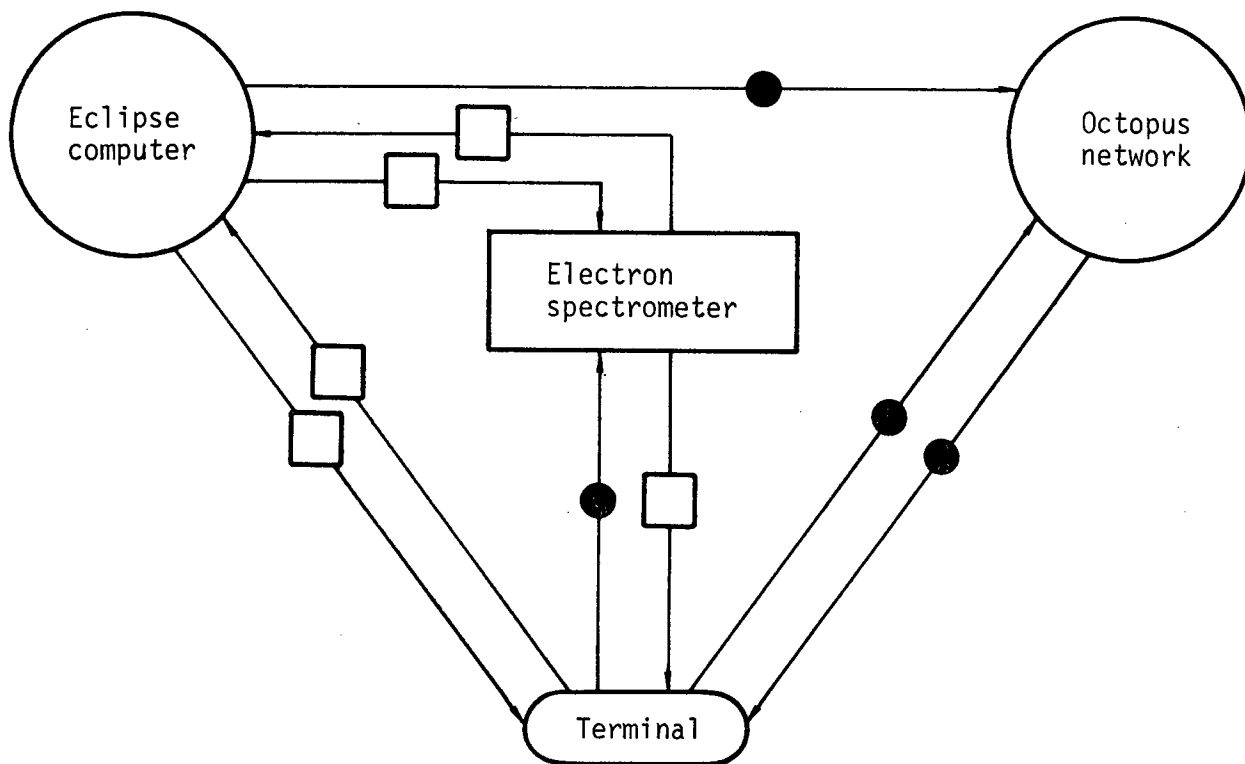 Eclipse
computer
Octopus
network
Electron
spectrometer
Terminal